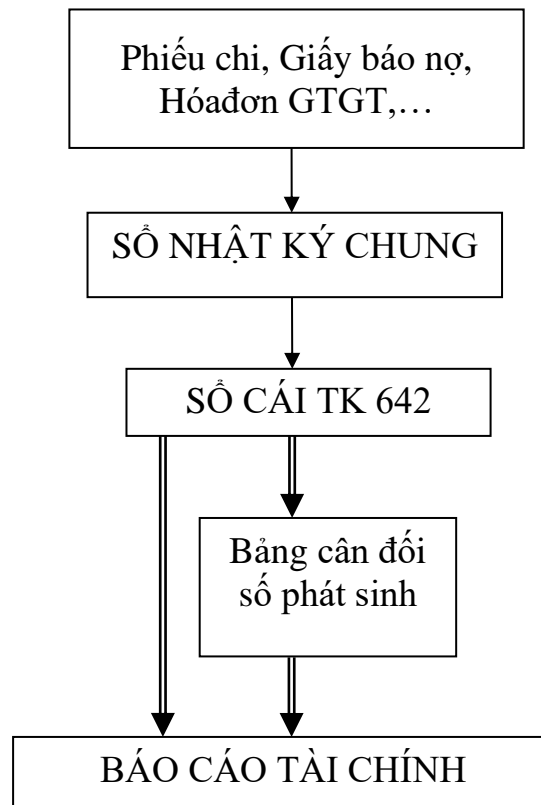 Phiếu chi, Giấy báo nợ,
Hóađơn GTGT,…
SỔ NHẬT KÝ CHUNG
SỔ CÁI TK 642
Bảng cân đối
số phát sinh
BÁO CÁO TÀI CHÍNH